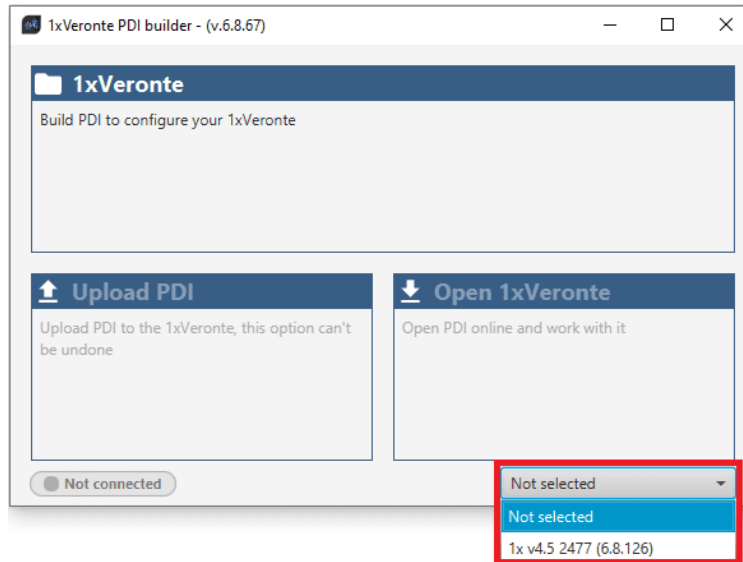 1xVeronte PDI builder - (v.6.8.67)
1xVeronte
Build PDI to configure your 1xVeronte
Upload PDI
Upload PDI to the 1xVeronte, this option can't
be undone
Open 1xVeronte
Open PDI online and work with it
Not connected
Not selected
Not selected
1x v4.5 2477 (6.8.126)